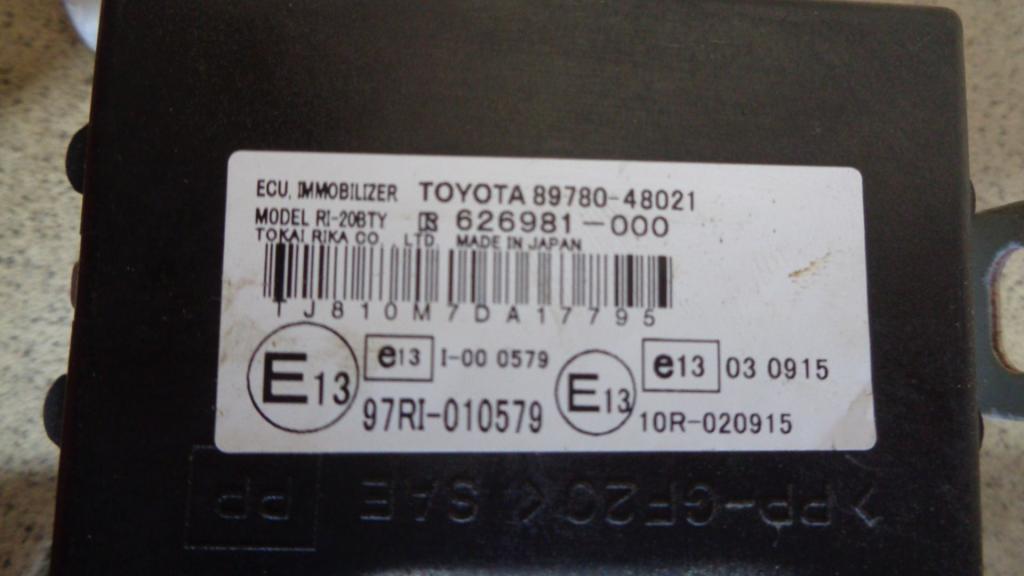 ECU, IMMOBILIZER TOYOTA 89780-48021
MODEL RI-20BTY 626981-000
TOKAI RIKA CO., LTD. MADE IN JAPAN
TJ810M7DA17795
E13 e13 I-00 0579 E13 e13 03 0915
97RI-010579 10R-020915
PP >PP-GF20< SAE